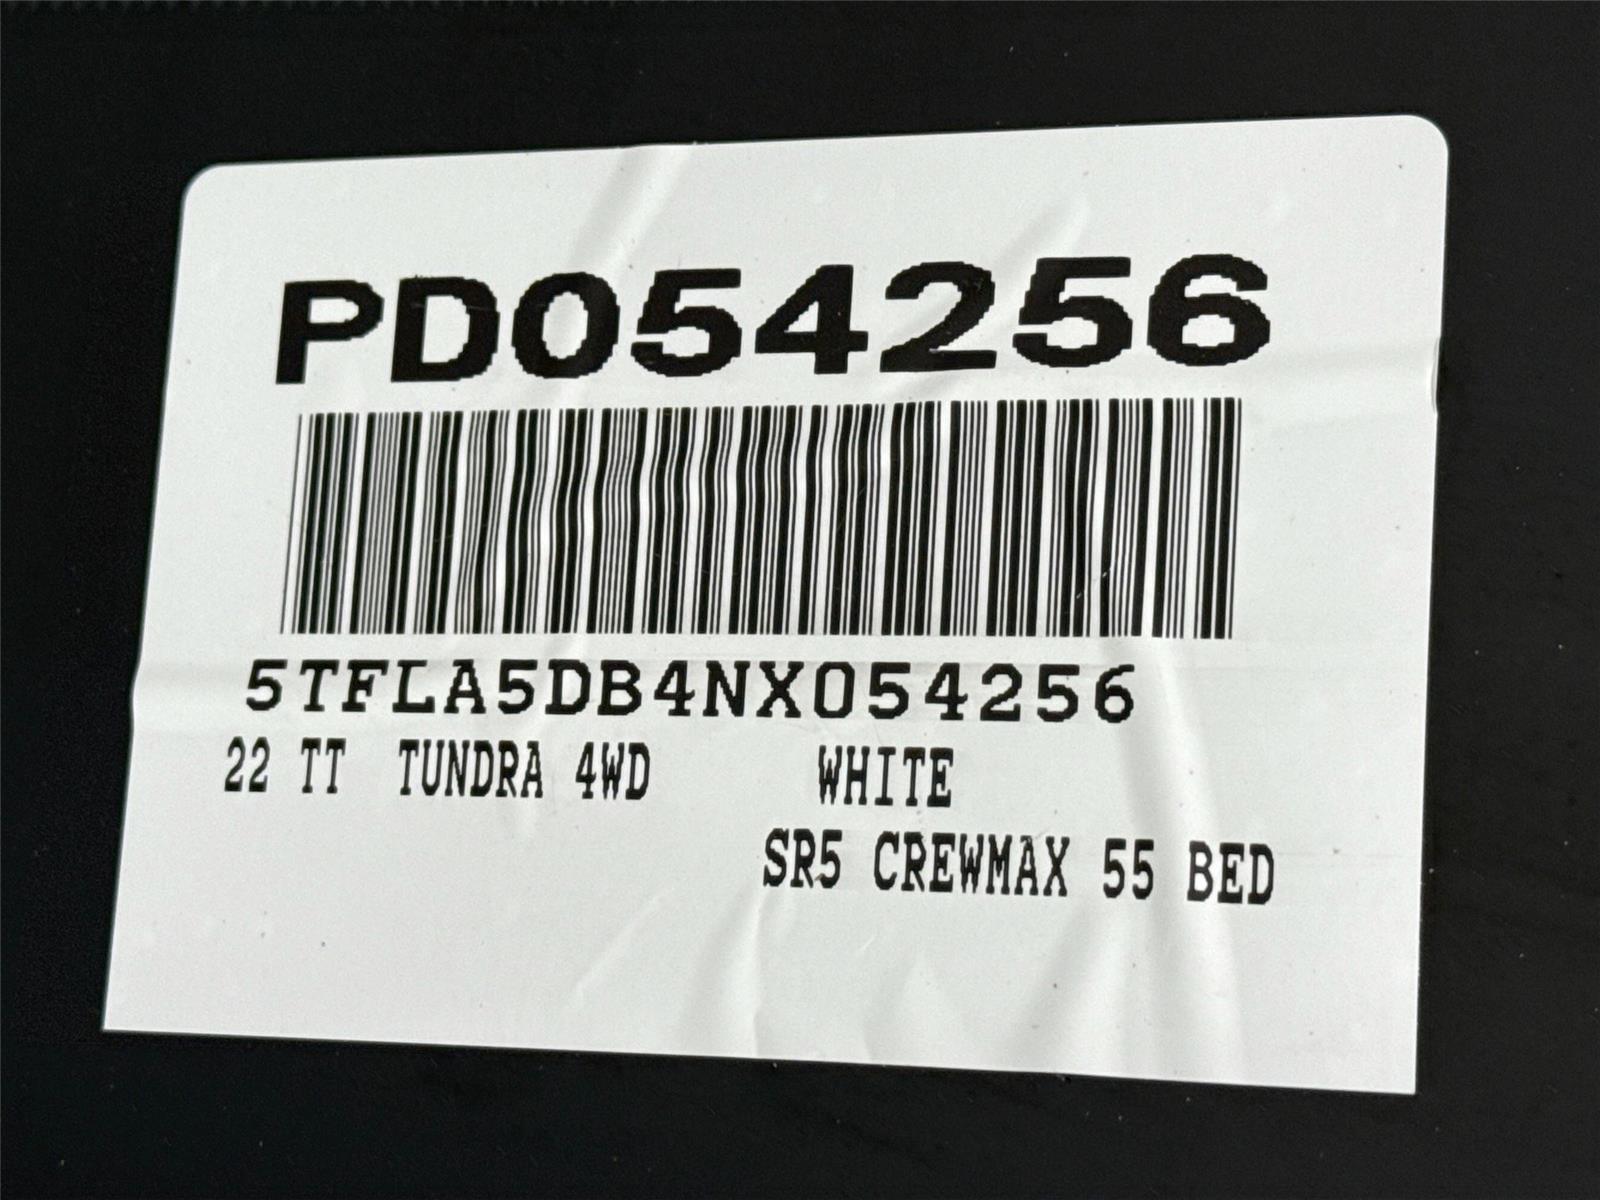 PD054256
5TFLA5DB4NX054256
22 TT TUNDRA 4WD WHITE
SR5 CREWMAX 55 BED